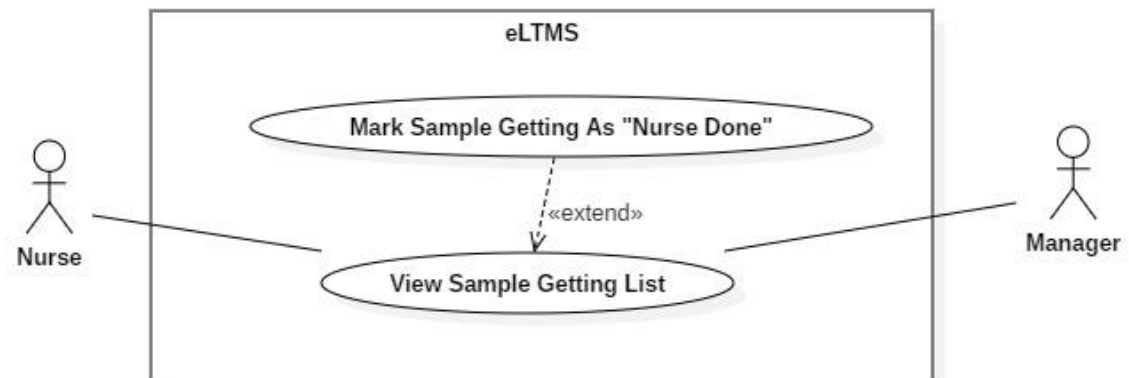 eLTMS
Mark Sample Getting As "Nurse Done"
«extend»
Nurse
Manager
View Sample Getting List